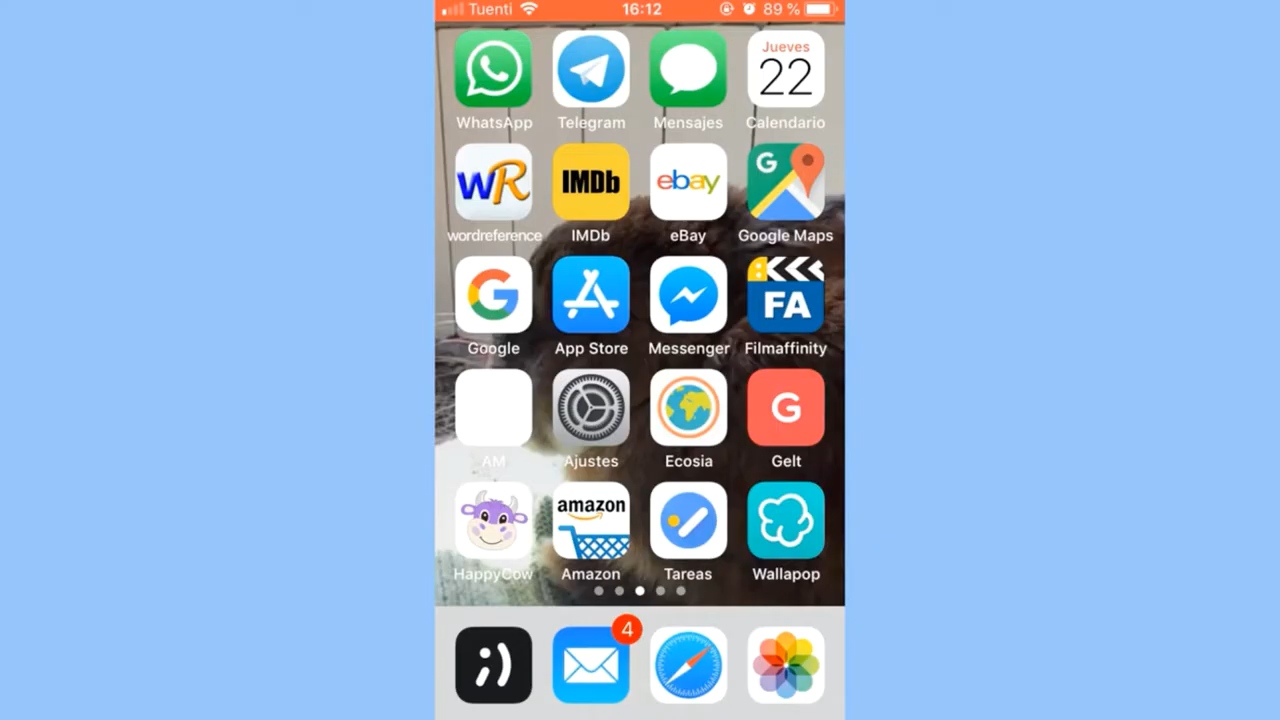 Tuenti 16:12 89 %
Jueves
22
WhatsApp Telegram Mensajes Calendario
WR IMDb ebay G
wordreference IMDb eBay Google Maps
G FA
Google App Store Messenger Filmaffinity
G
AM Ajustes Ecosia Gelt
amazon
HappyCow Amazon Tareas Wallapop
4
;)